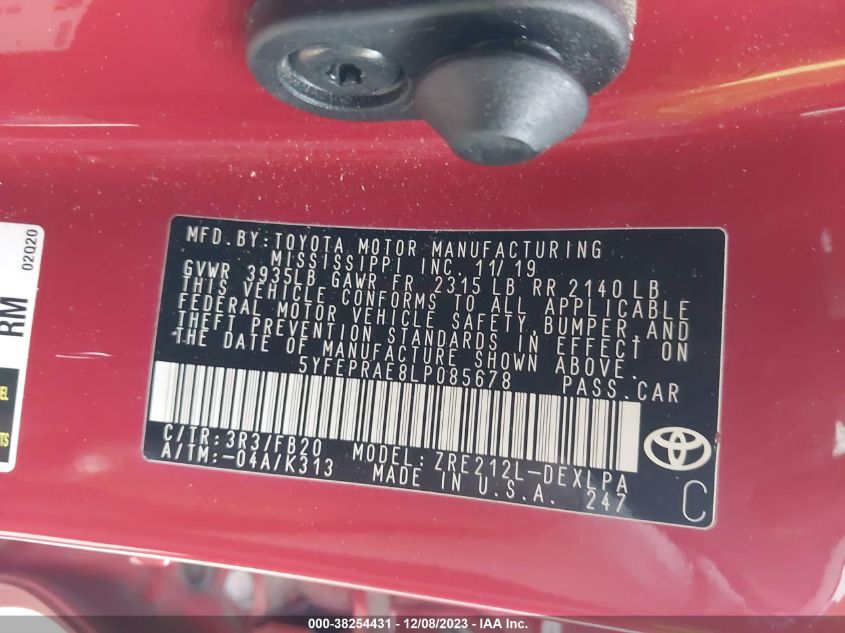 02020
RM
EL
TS
MFD.BY:TOYOTA MOTOR MANUFACTURING
MISSISSIPPI INC. 11/19
GVWR 3935LB GAWR FR 2315 LB RR 2140 LB
THIS VEHICLE CONFORMS TO ALL APPLICABLE
FEDERAL MOTOR VEHICLE SAFETY,BUMPER,AND
THEFT PREVENTION STANDARDS IN EFFECT ON
THE DATE OF MANUFACTURE SHOWN ABOVE.
5YFEPRAE8LP085678 PASS.CAR
C/TR:3R3/FB20 MODEL:ZRE212L-DEXLPA
A/TM:-04A/K313 MADE IN U.S.A. 247
C
000-38254431 - 12/08/2023 - IAA, Inc.